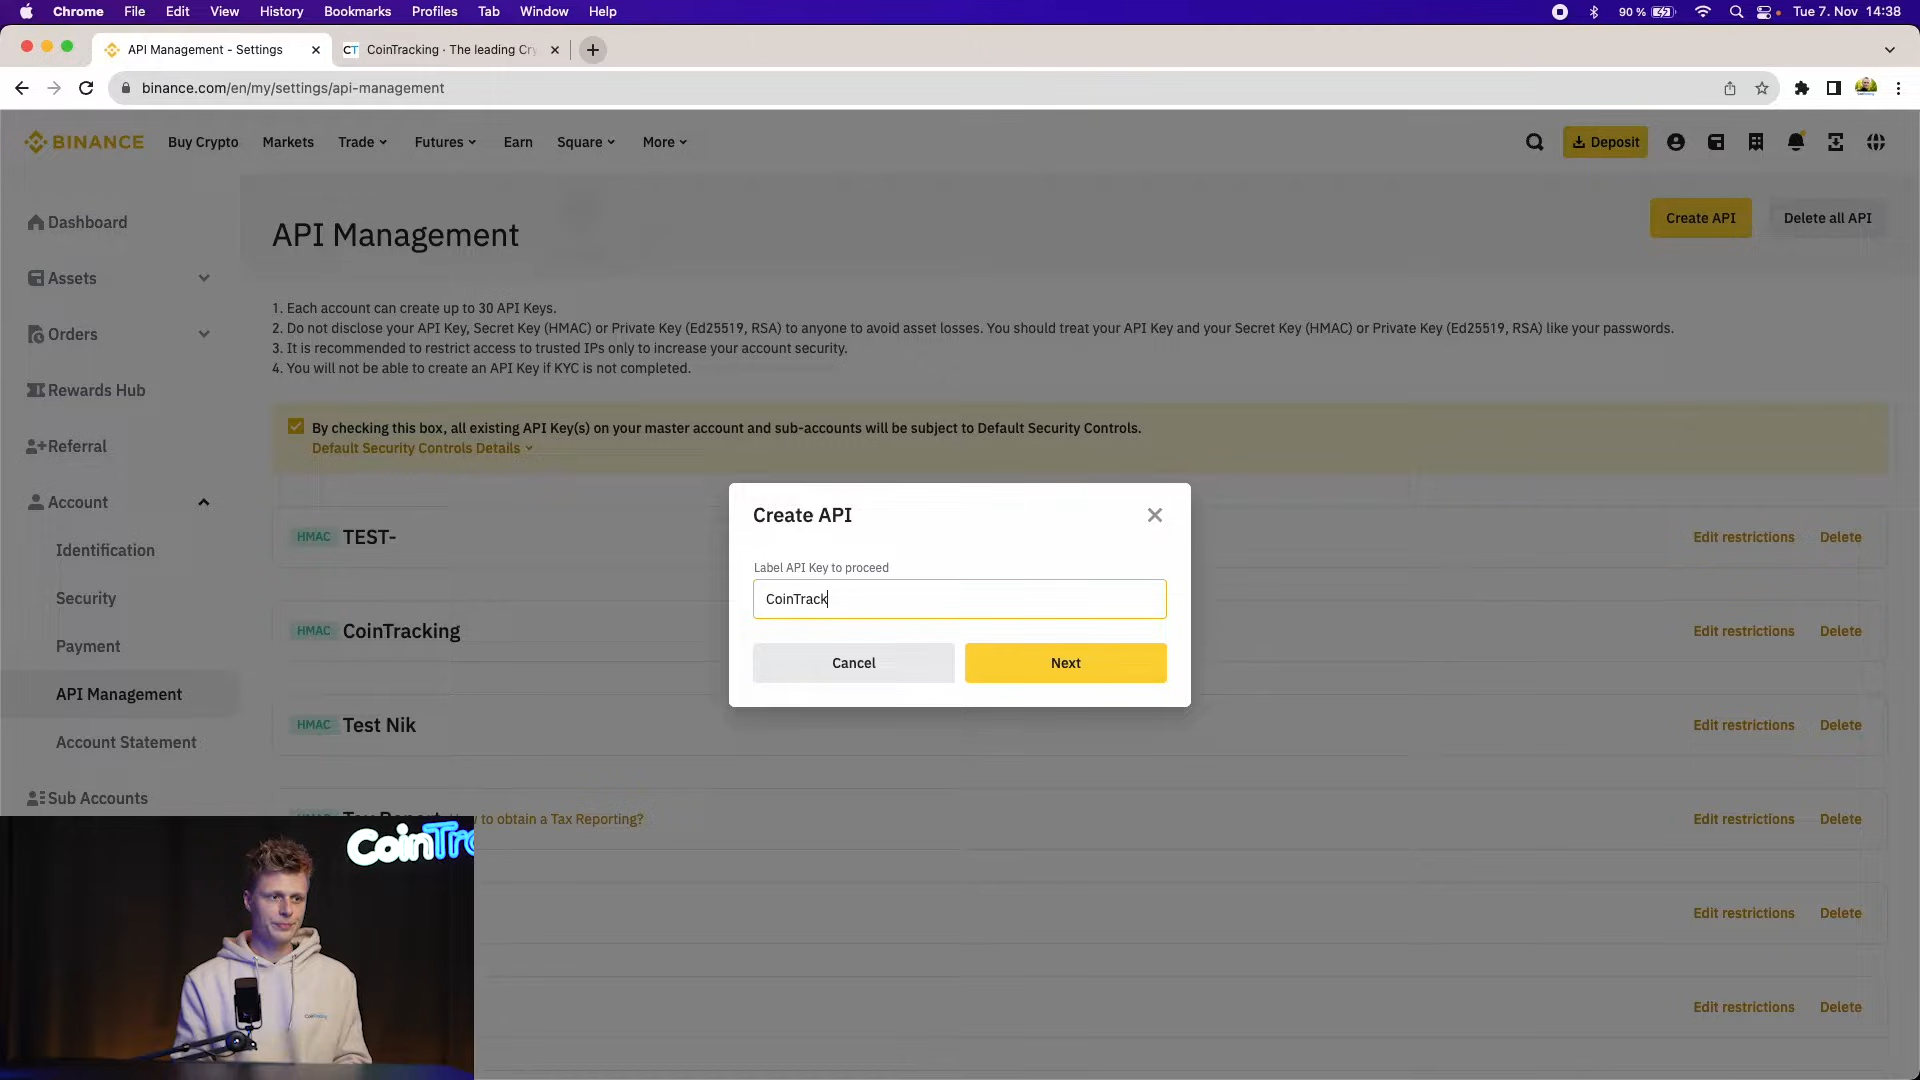 Chrome File Edit View History Bookmarks Profiles Tab Window Help 90 % Tue 7. Nov 14:38
API Management - Settings CT CoinTracking · The leading Cry
binance.com/en/my/settings/api-management
BINANCE Buy Crypto Markets Trade Futures Earn Square More Deposit
Dashboard
Assets
Orders
Rewards Hub
Referral
Account
Identification
Security
Payment
API Management
Account Statement
Sub Accounts
API Management
Create API Delete all API
1. Each account can create up to 30 API Keys.
2. Do not disclose your API Key, Secret Key (HMAC) or Private Key (Ed25519, RSA) to anyone to avoid asset losses. You should treat your API Key and your Secret Key (HMAC) or Private Key (Ed25519, RSA) like your passwords.
3. It is recommended to restrict access to trusted IPs only to increase your account security.
4. You will not be able to create an API Key if KYC is not completed.
By checking this box, all existing API Key(s) on your master account and sub-accounts will be subject to Default Security Controls.
Default Security Controls Details
HMAC TEST- Edit restrictions Delete
HMAC CoinTracking Edit restrictions Delete
HMAC Test Nik Edit restrictions Delete
to obtain a Tax Reporting? Edit restrictions Delete
Edit restrictions Delete
Edit restrictions Delete
Create API
Label API Key to proceed
CoinTrack
Cancel Next
CoinTra